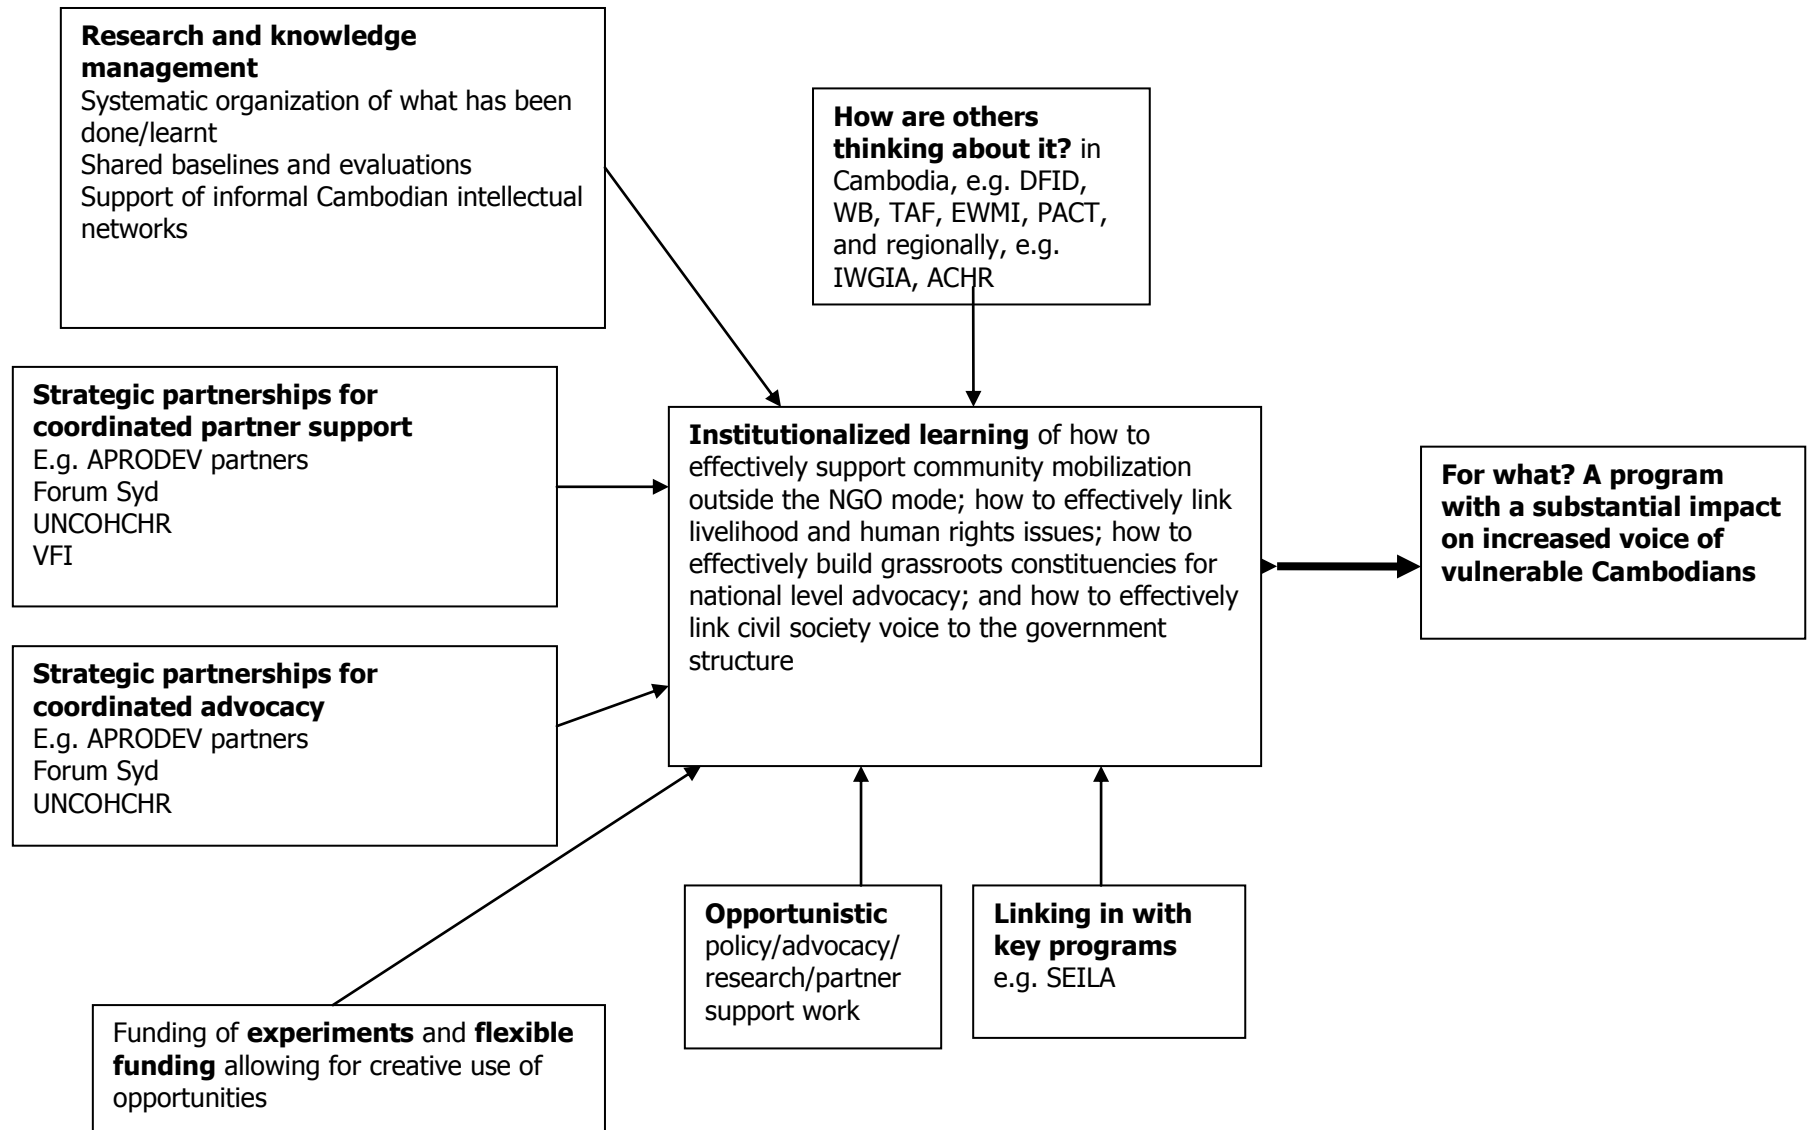 Research and knowledge
management
Systematic organization of what has been
done/learnt
Shared baselines and evaluations
Support of informal Cambodian intellectual
networks
How are others
thinking about it? in
Cambodia, e.g. DFID,
WB, TAF, EWMI, PACT,
and regionally, e.g.
IWGIA, ACHR
Strategic partnerships for
coordinated partner support
E.g. APRODEV partners
Forum Syd
UNCOHCHR
VFI
Institutionalized learning of how to
effectively support community mobilization
outside the NGO mode; how to effectively link
livelihood and human rights issues; how to
effectively build grassroots constituencies for
national level advocacy; and how to effectively
link civil society voice to the government
structure
For what? A program
with a substantial impact
on increased voice of
vulnerable Cambodians
Strategic partnerships for
coordinated advocacy
E.g. APRODEV partners
Forum Syd
UNCOHCHR
Opportunistic
policy/advocacy/
research/partner
support work
Linking in with
key programs
e.g. SEILA
Funding of experiments and flexible
funding allowing for creative use of
opportunities